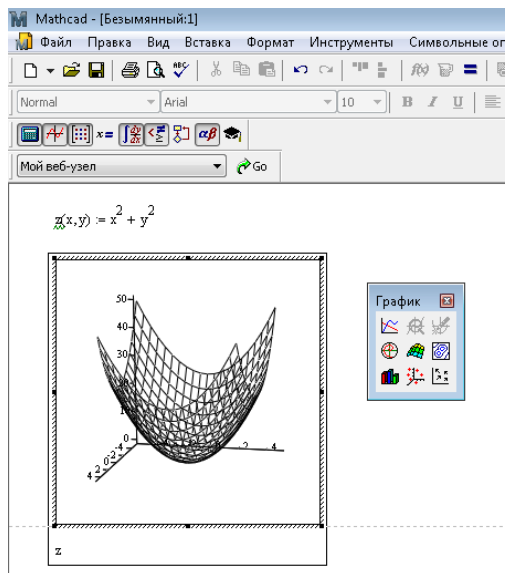 Mathcad - [Безымянный:1]
Файл Правка Вид Вставка Формат Инструменты Символьные оп
Normal Arial 10 B I U
x= αβ
Мой веб-узел Go
z(x,y) := x² + y²
График
50
40
30
0
-4
-2
0
2
4
-2
4
z